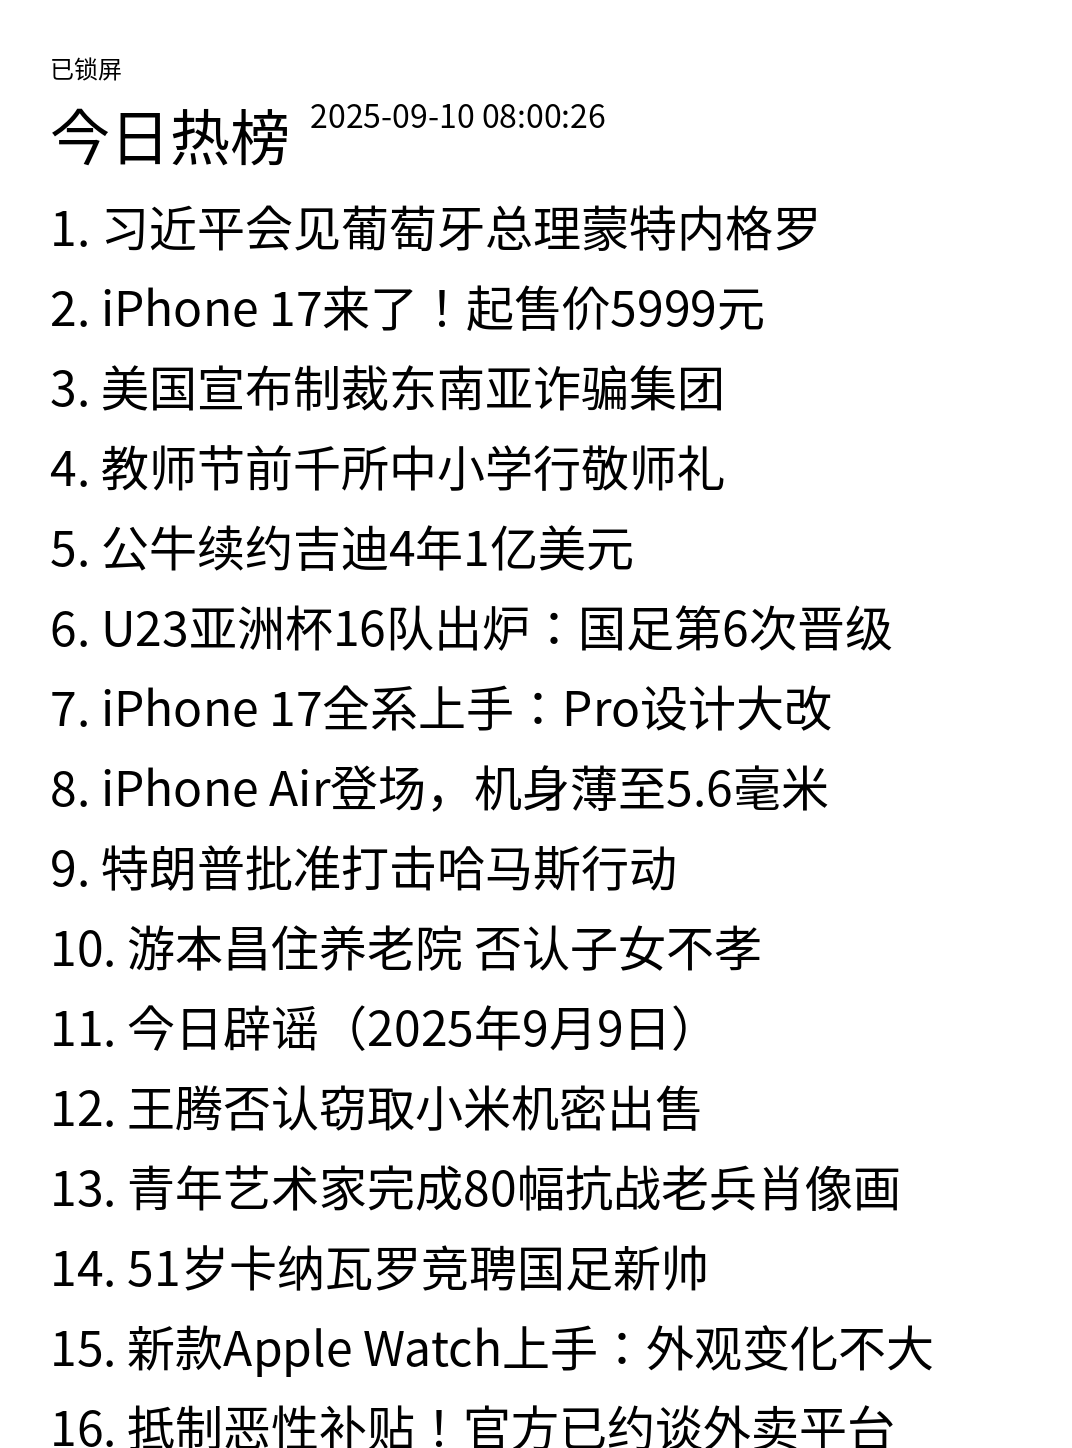 已锁屏
今日热榜 2025-09-10 08:00:26
1. 习近平会见葡萄牙总理蒙特内格罗
2. iPhone 17来了！起售价5999元
3. 美国宣布制裁东南亚诈骗集团
4. 教师节前千所中小学行敬师礼
5. 公牛续约吉迪4年1亿美元
6. U23亚洲杯16队出炉：国足第6次晋级
7. iPhone 17全系上手：Pro设计大改
8. iPhone Air登场，机身薄至5.6毫米
9. 特朗普批准打击哈马斯行动
10. 游本昌住养老院 否认子女不孝
11. 今日辟谣（2025年9月9日）
12. 王腾否认窃取小米机密出售
13. 青年艺术家完成80幅抗战老兵肖像画
14. 51岁卡纳瓦罗竞聘国足新帅
15. 新款Apple Watch上手：外观变化不大
16. 抵制恶性补贴！官方已约谈外卖平台